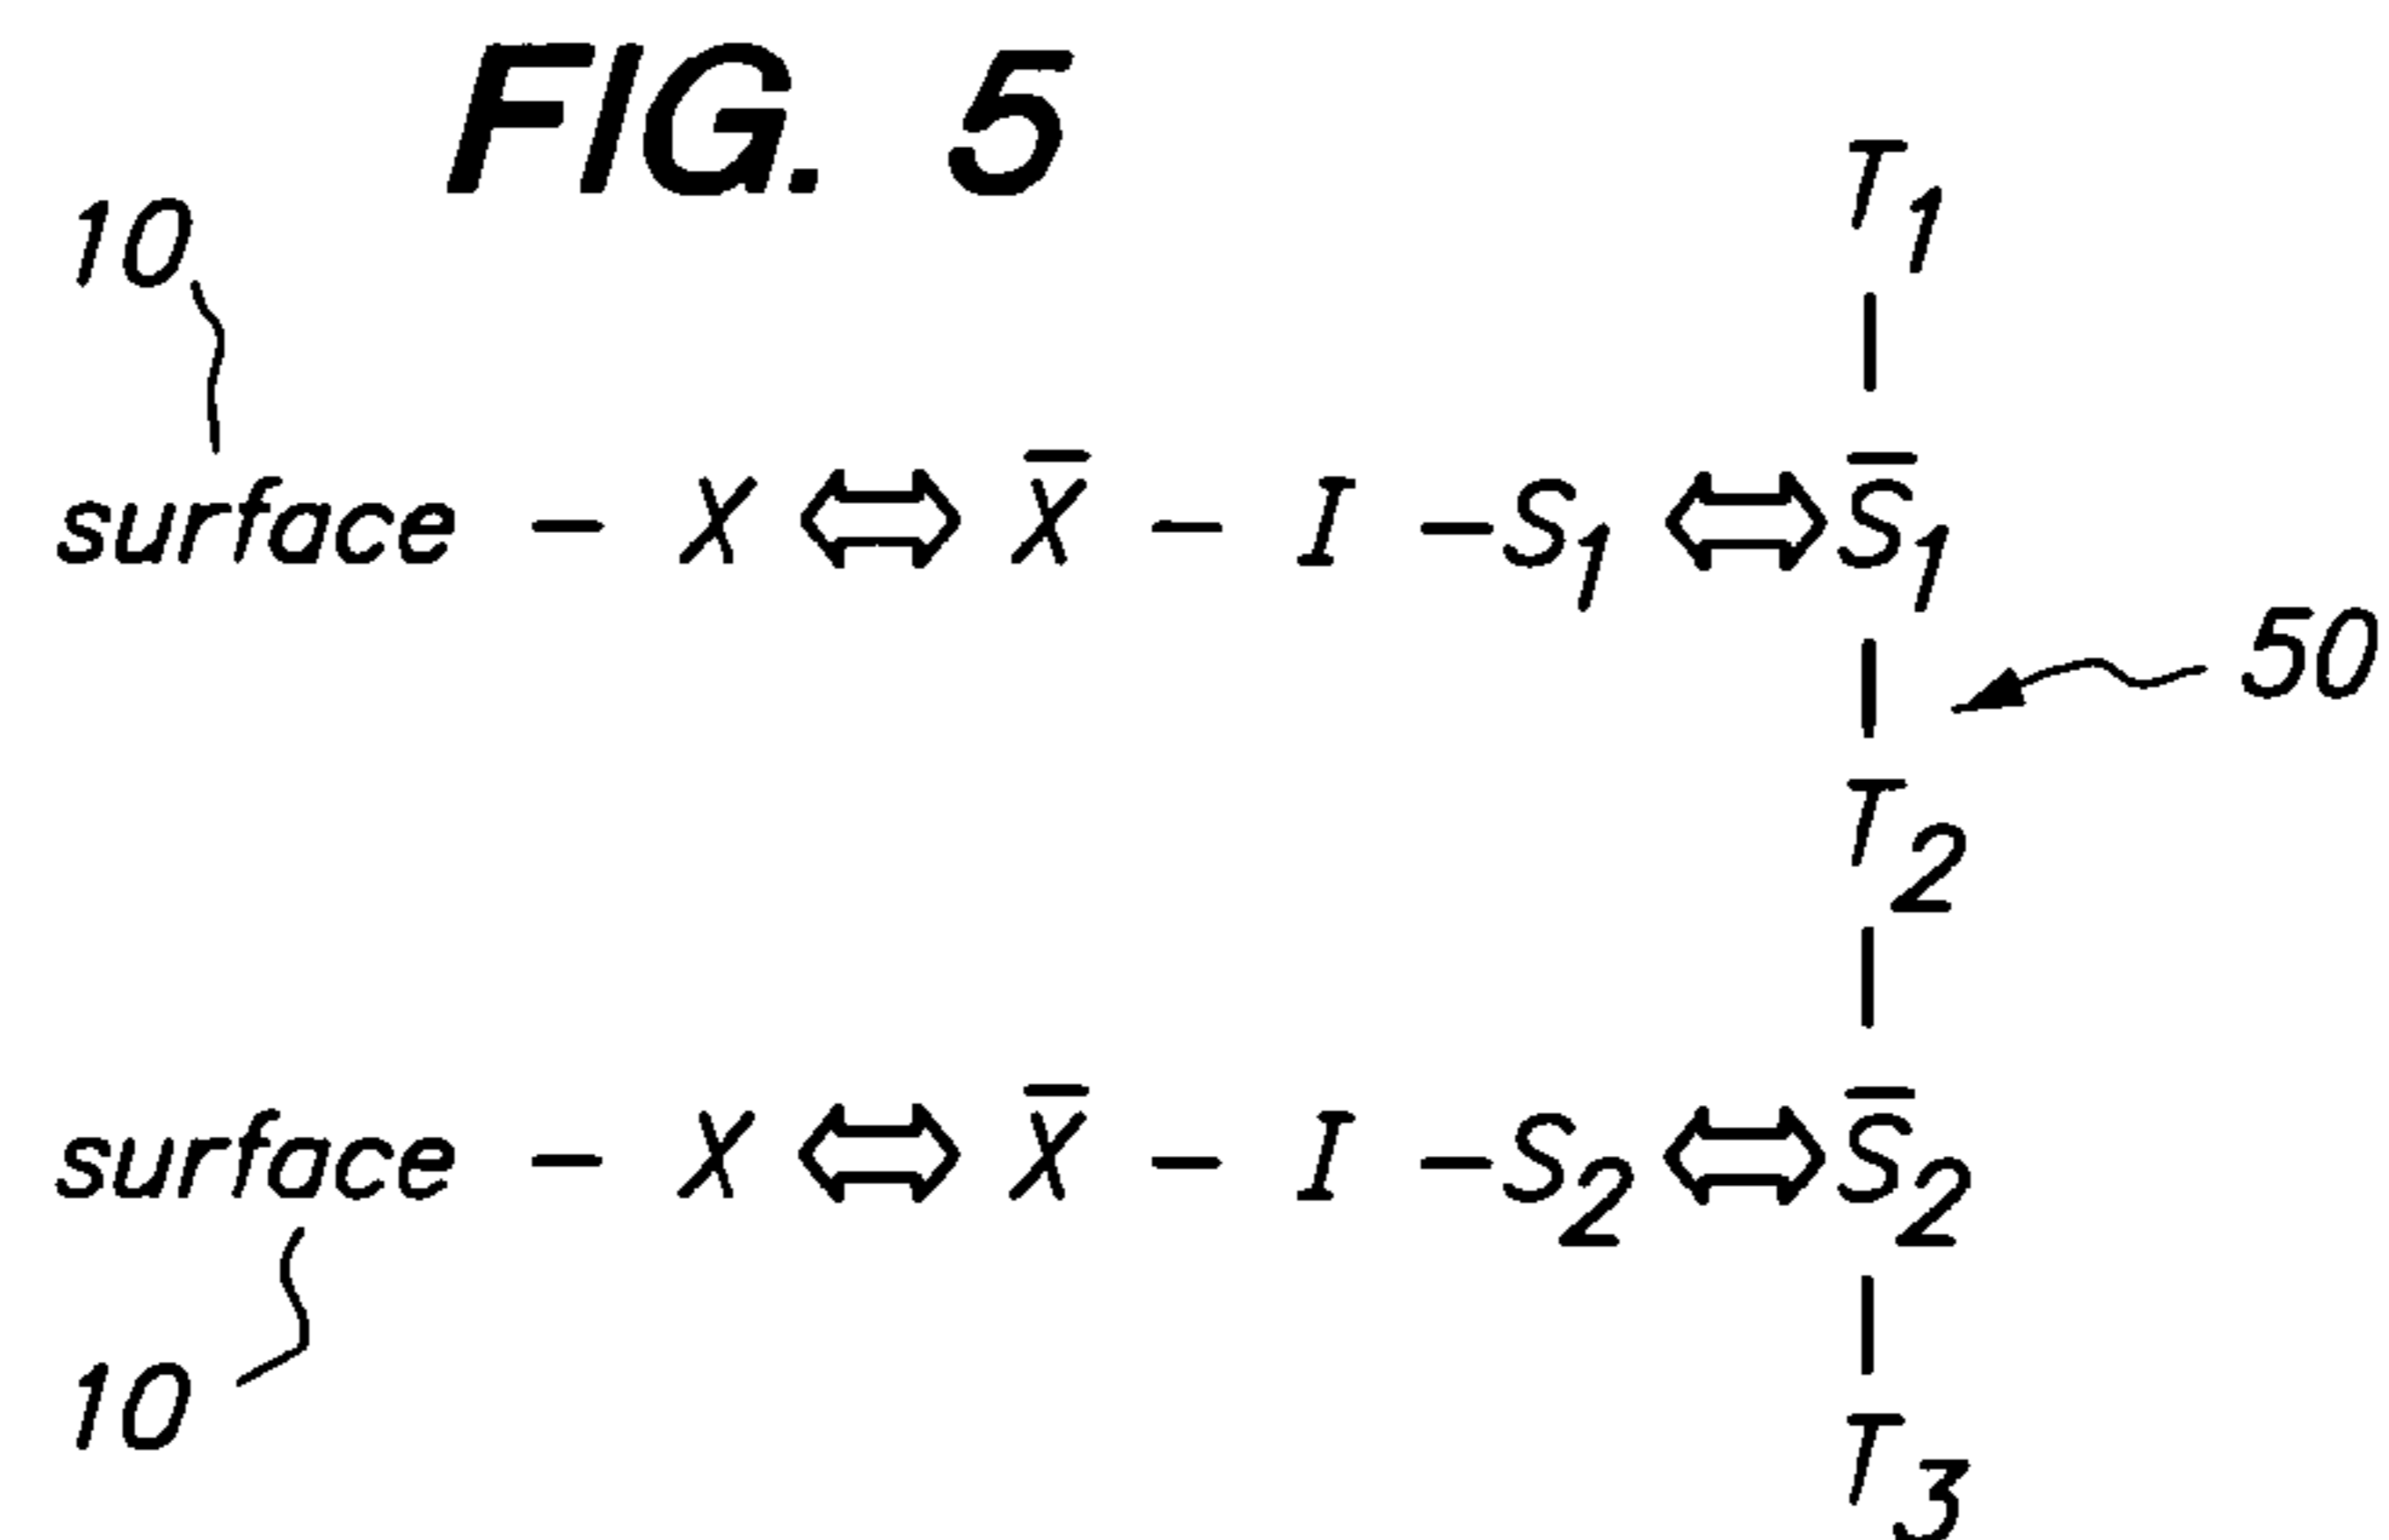 FIG. 5
10
T₁
|
surface – X ⇔ X̅ – I –S₁ ⇔ S̅₁
|
50
T₂
|
surface – X ⇔ X̅ – I –S₂ ⇔ S̅₂
|
10
T₃